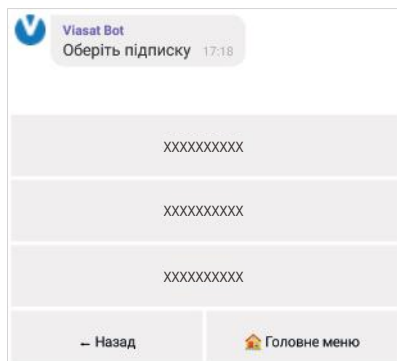 Viasat Bot
Оберіть підписку 17:18
XXXXXXXXXX
XXXXXXXXXX
XXXXXXXXXX
← Назад
🏠 Головне меню